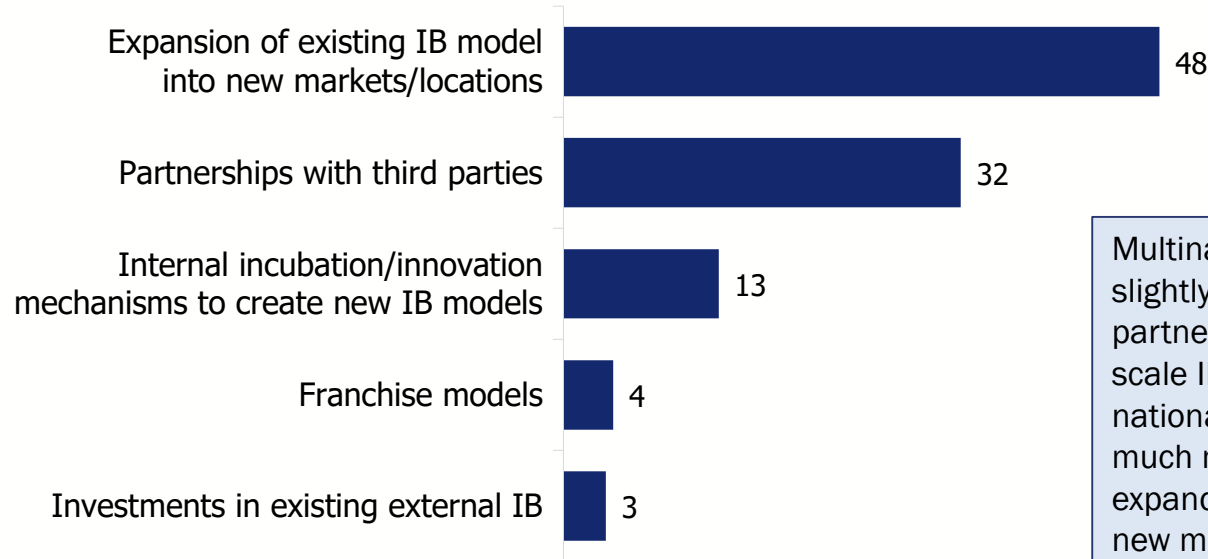 Expansion of existing IB model
into new markets/locations
48
Partnerships with third parties
32
Internal incubation/innovation
mechanisms to create new IB models
13
Franchise models
4
Investments in existing external IB
3
slightly
scale
much